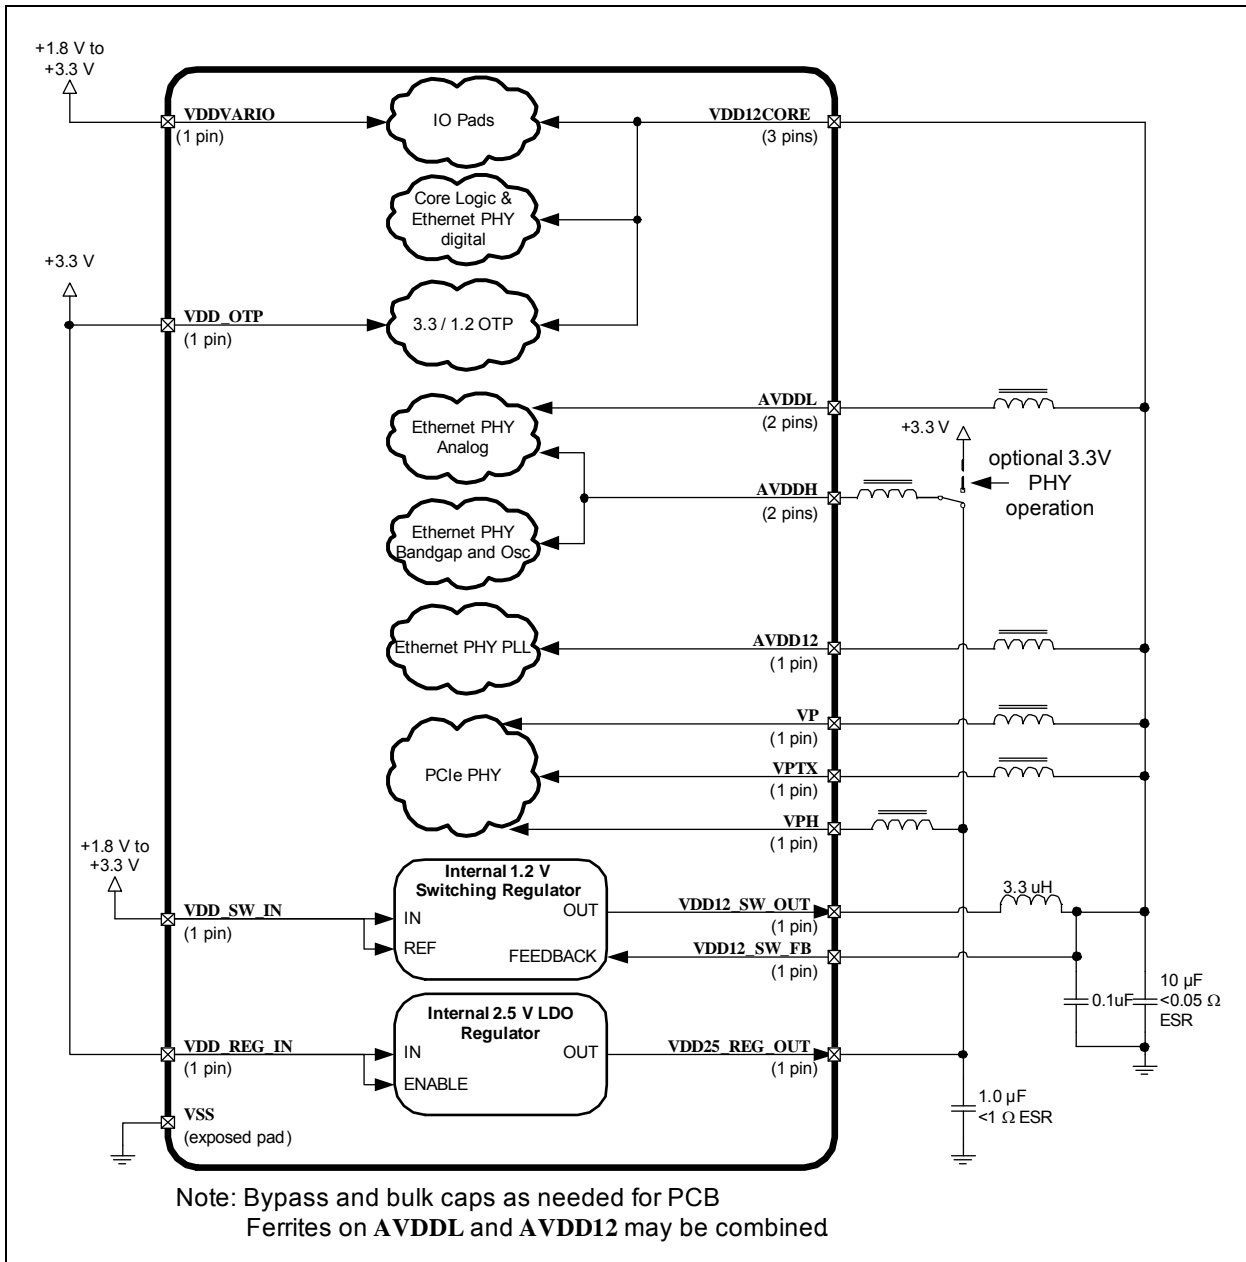 +1.8 V to
+3.3 V
VDDVARIO
(1 pin)
IO Pads
VDD12CORE
(3 pins)
Core Logic &
Ethernet PHY
digital
+3.3 V
VDD_OTP
(1 pin)
3.3 / 1.2 OTP
Ethernet PHY
Analog
AVDDL
(2 pins)
+3.3 V
optional 3.3V
PHY
operation
AVDDH
(2 pins)
Ethernet PHY
Bandgap and Osc
Ethernet PHY PLL
AVDD12
(1 pin)
VP
(1 pin)
PCIe PHY
VPTX
(1 pin)
VPH
(1 pin)
+1.8 V to
+3.3 V
VDD_SW_IN
(1 pin)
Internal 1.2 V
Switching Regulator
IN
REF
OUT
FEEDBACK
VDD12_SW_OUT
(1 pin)
3.3 uH
VDD12_SW_FB
(1 pin)
0.1uF
10 µF
<0.05 Ω
ESR
Internal 2.5 V LDO
Regulator
VDD_REG_IN
(1 pin)
IN
ENABLE
OUT
VDD25_REG_OUT
(1 pin)
1.0 µF
<1 Ω ESR
VSS
(exposed pad)
Note: Bypass and bulk caps as needed for PCB
Ferrites on AVDDL and AVDD12 may be combined